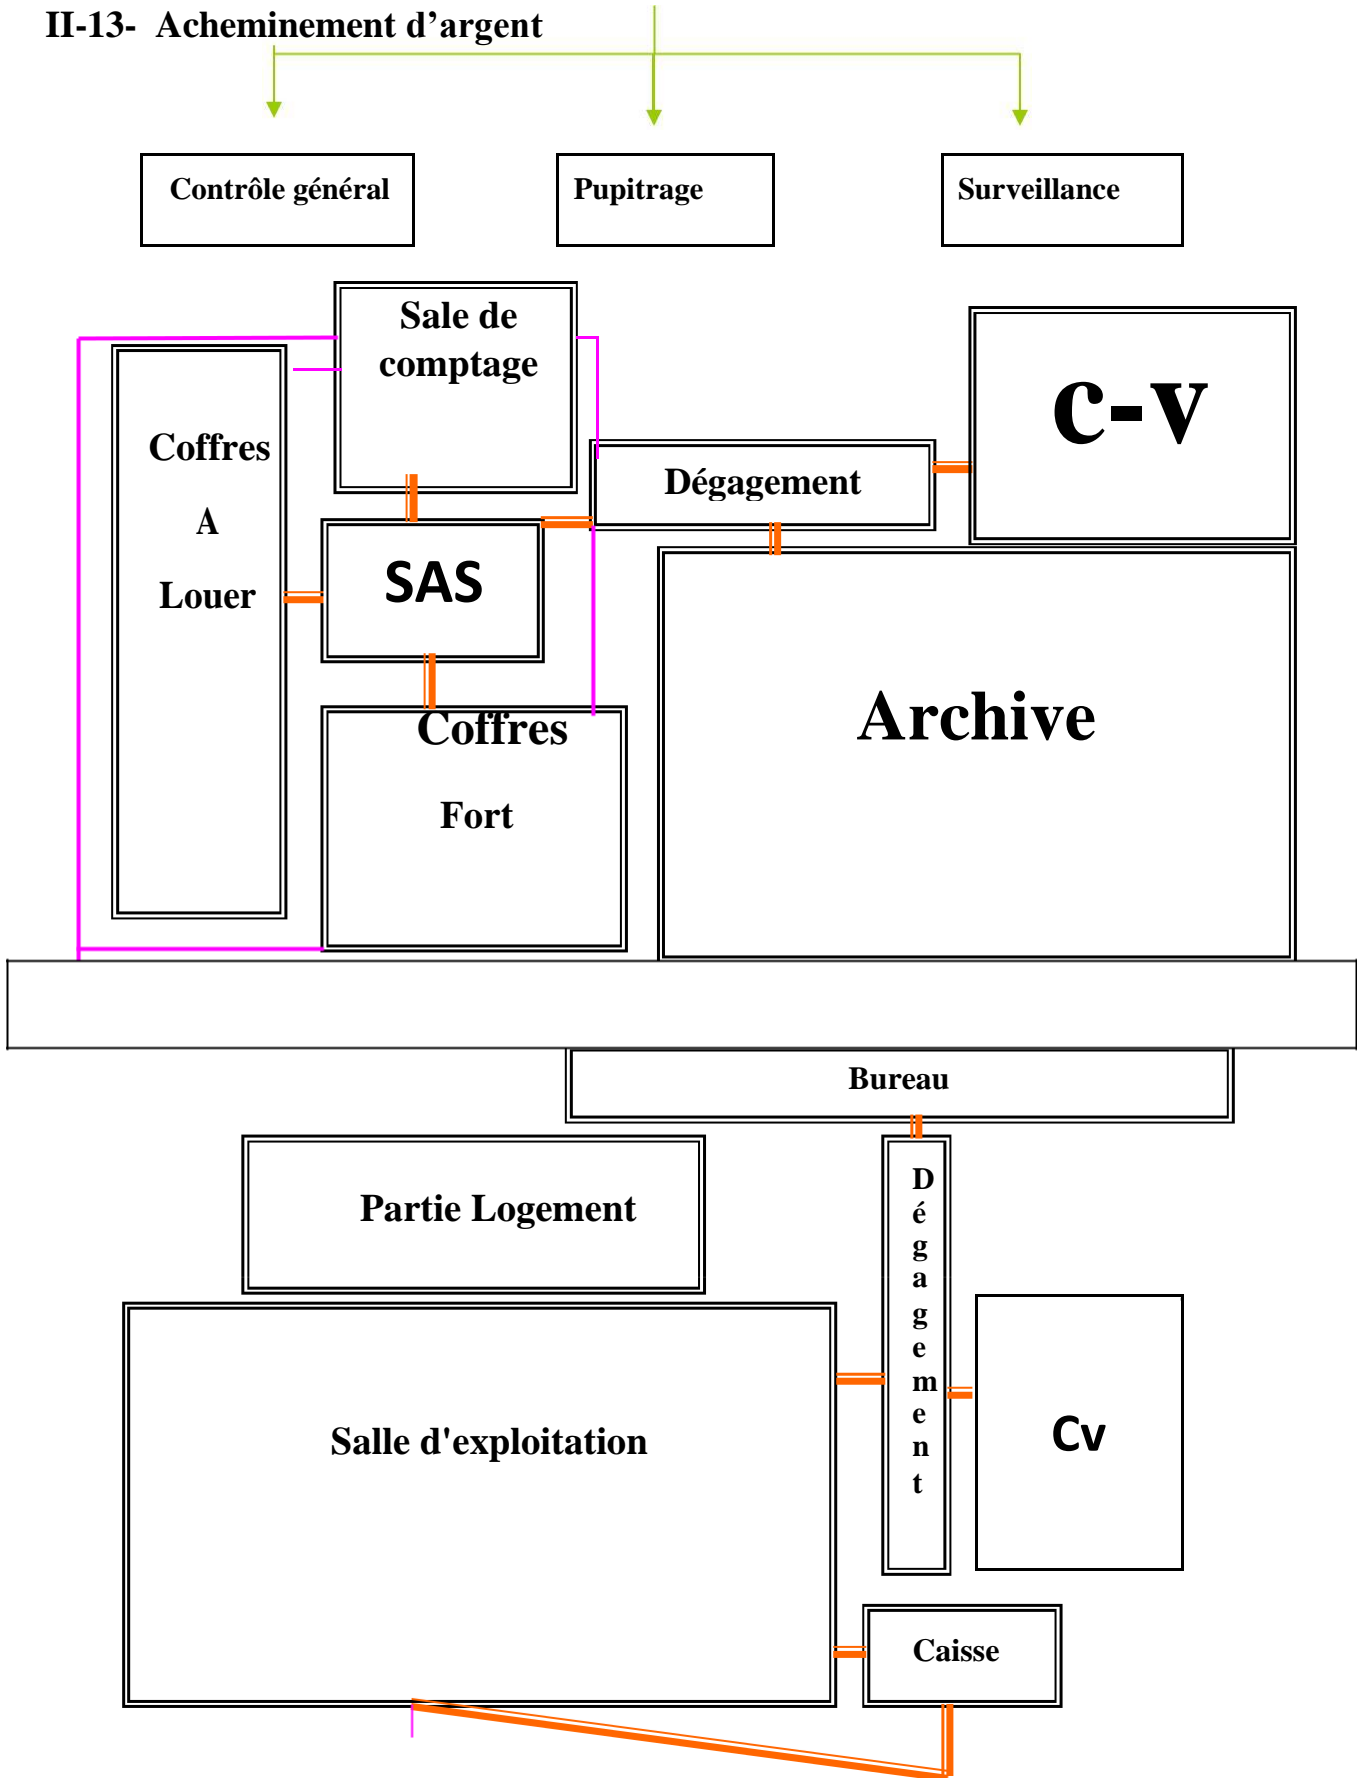 II-13- Acheminement d’argent
Contrôle général
Pupitrage
Surveillance
Sale de
comptage
c-v
Coffres
A
Louer
Dégagement
SAS
Archive
Coffres
Fort
Bureau
Partie Logement
D
é
g
a
g
e
m
e
n
t
Salle d'exploitation
Cv
Caisse